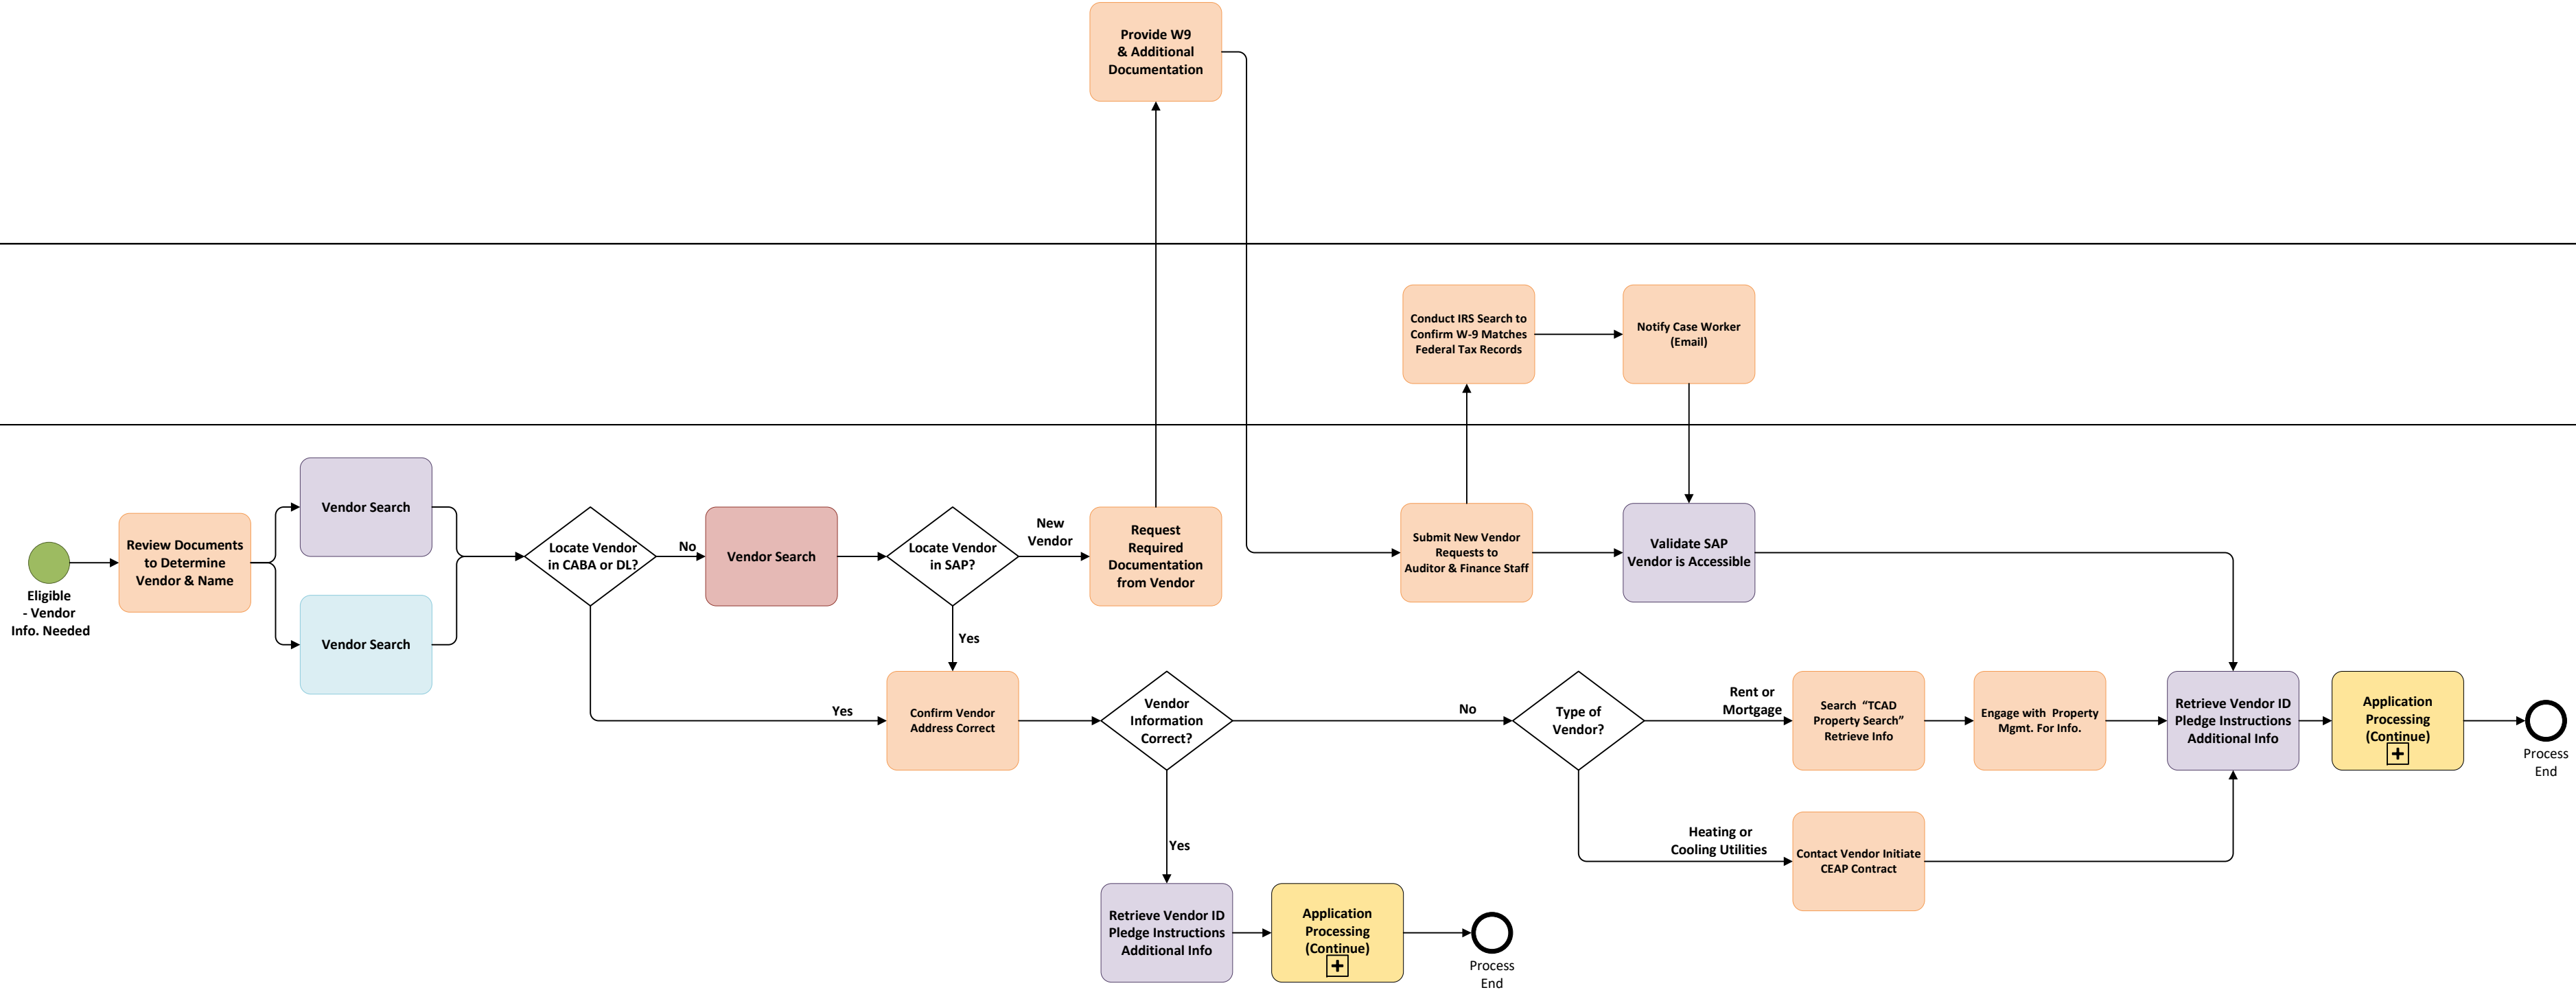 Provide W9
& Additional
Documentation
Conduct IRS Search to
Confirm W-9 Matches
Federal Tax Records
Notify Case Worker
(Email)
Eligible
- Vendor
Info. Needed
Review Documents
to Determine
Vendor & Name
Vendor Search
Vendor Search
Locate Vendor
in CABA or DL?
No
Vendor Search
Locate Vendor
in SAP?
New
Vendor
Request
Required
Documentation
from Vendor
Submit New Vendor
Requests to
Auditor & Finance Staff
Validate SAP
Vendor is Accessible
Yes
Yes
Confirm Vendor
Address Correct
Vendor
Information
Correct?
No
Type of
Vendor?
Rent or
Mortgage
Search "TCAD
Property Search"
Retrieve Info
Engage with Property
Mgmt. For Info.
Retrieve Vendor ID
Pledge Instructions
Additional Info
Application
Processing
(Continue)
Process
End
Heating or
Cooling Utilities
Contact Vendor Initiate
CEAP Contract
Yes
Retrieve Vendor ID
Pledge Instructions
Additional Info
Application
Processing
(Continue)
Process
End